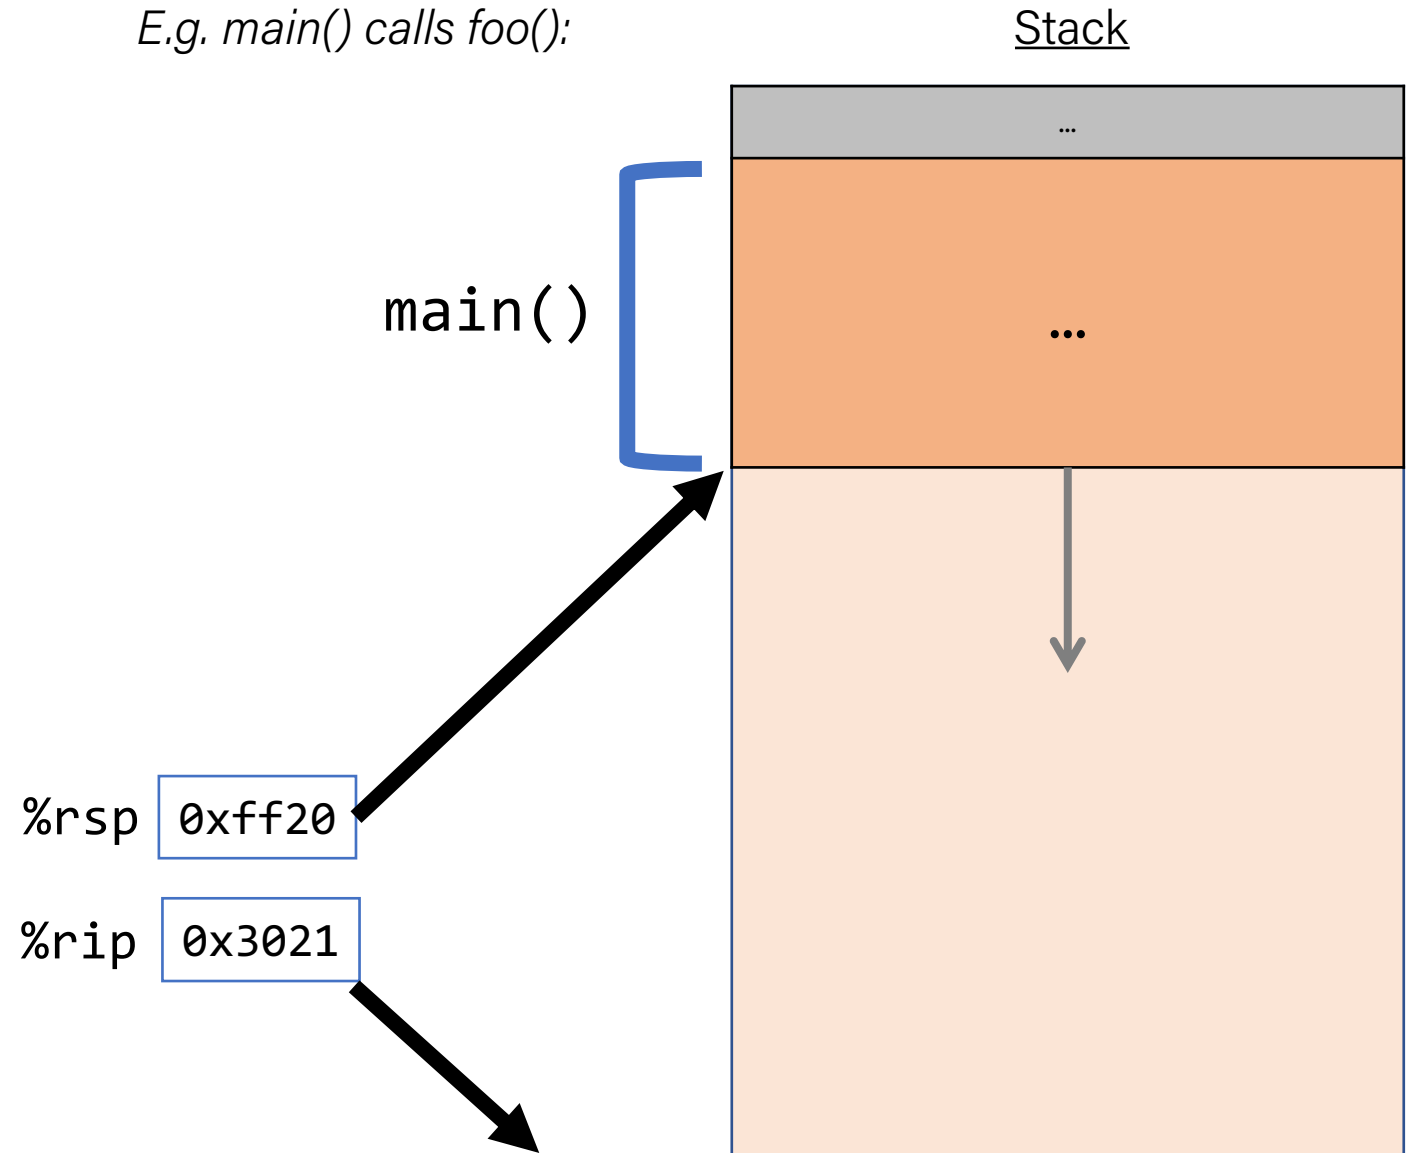 E.g. main() calls foo():
Stack
…
main()
…
%rsp 0xff20
%rip 0x3021